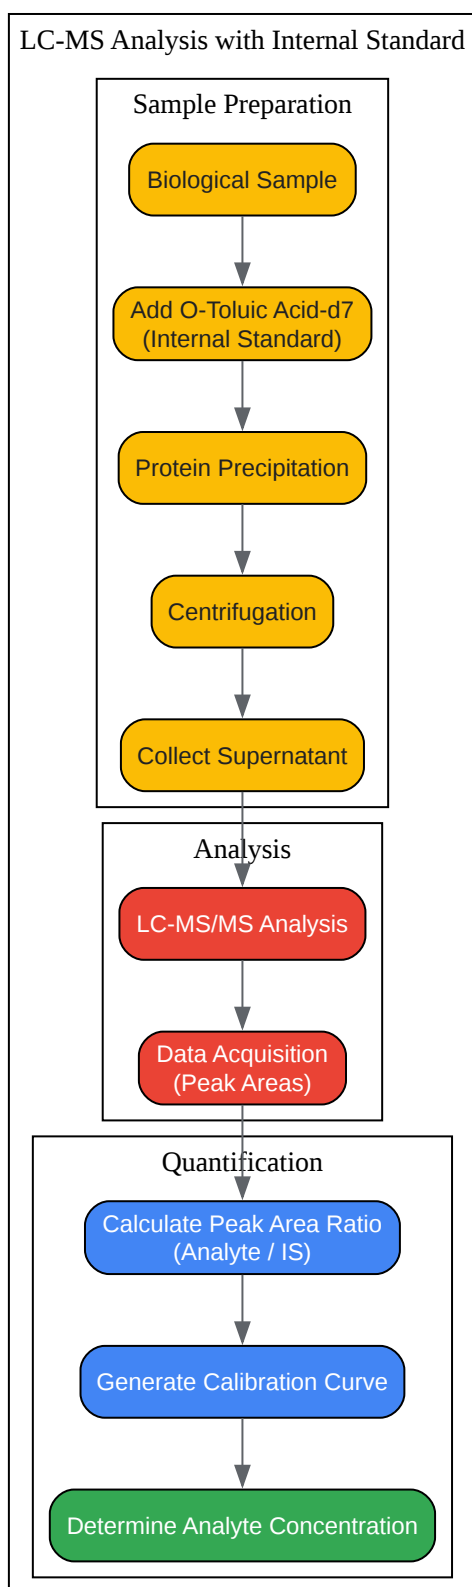 LC-MS Analysis with Internal Standard
Sample Preparation
Biological Sample
Add O-Toluic Acid-d7
(Internal Standard)
Protein Precipitation
Centrifugation
Collect Supernatant
Analysis
LC-MS/MS Analysis
Data Acquisition
(Peak Areas)
Quantification
Calculate Peak Area Ratio
(Analyte / IS)
Generate Calibration Curve
Determine Analyte Concentration